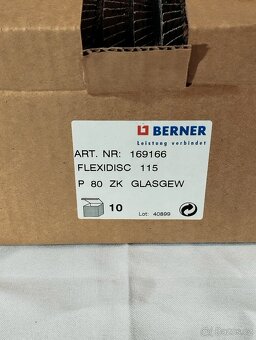 BERNER
Leistung verbindet
ART. NR: 169166
FLEXIDISC 115
P 80 ZK GLASGEW
10
Lot: 40899